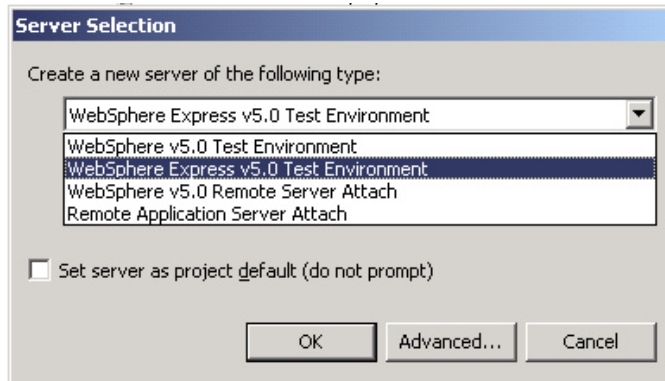 Server Selection
Create a new server of the following type:
WebSphere Express v5.0 Test Environment
WebSphere v5.0 Test Environment
WebSphere Express v5.0 Test Environment
WebSphere v5.0 Remote Server Attach
Remote Application Server Attach
Set server as project default (do not prompt)
OK Advanced... Cancel